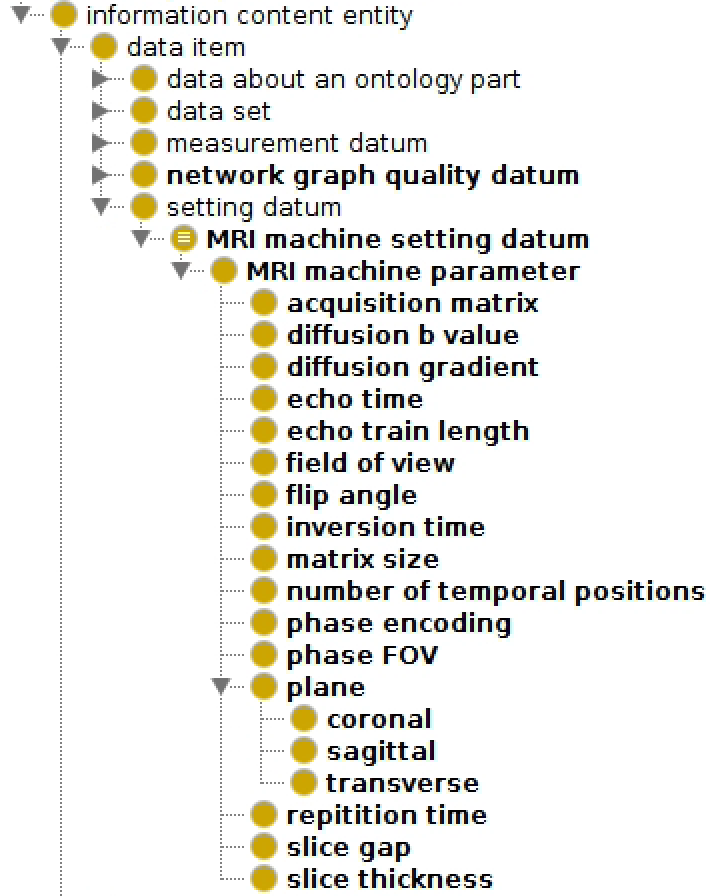 information content entity
data item
data about an ontology part
data set
measurement datum
network graph quality datum
setting datum
MRI machine setting datum
MRI machine parameter
acquisition matrix
diffusion b value
diffusion gradient
echo time
echo train length
field of view
flip angle
inversion time
matrix size
number of temporal positions
phase encoding
phase FOV
plane
coronal
sagittal
transverse
repitition time
slice gap
slice thickness